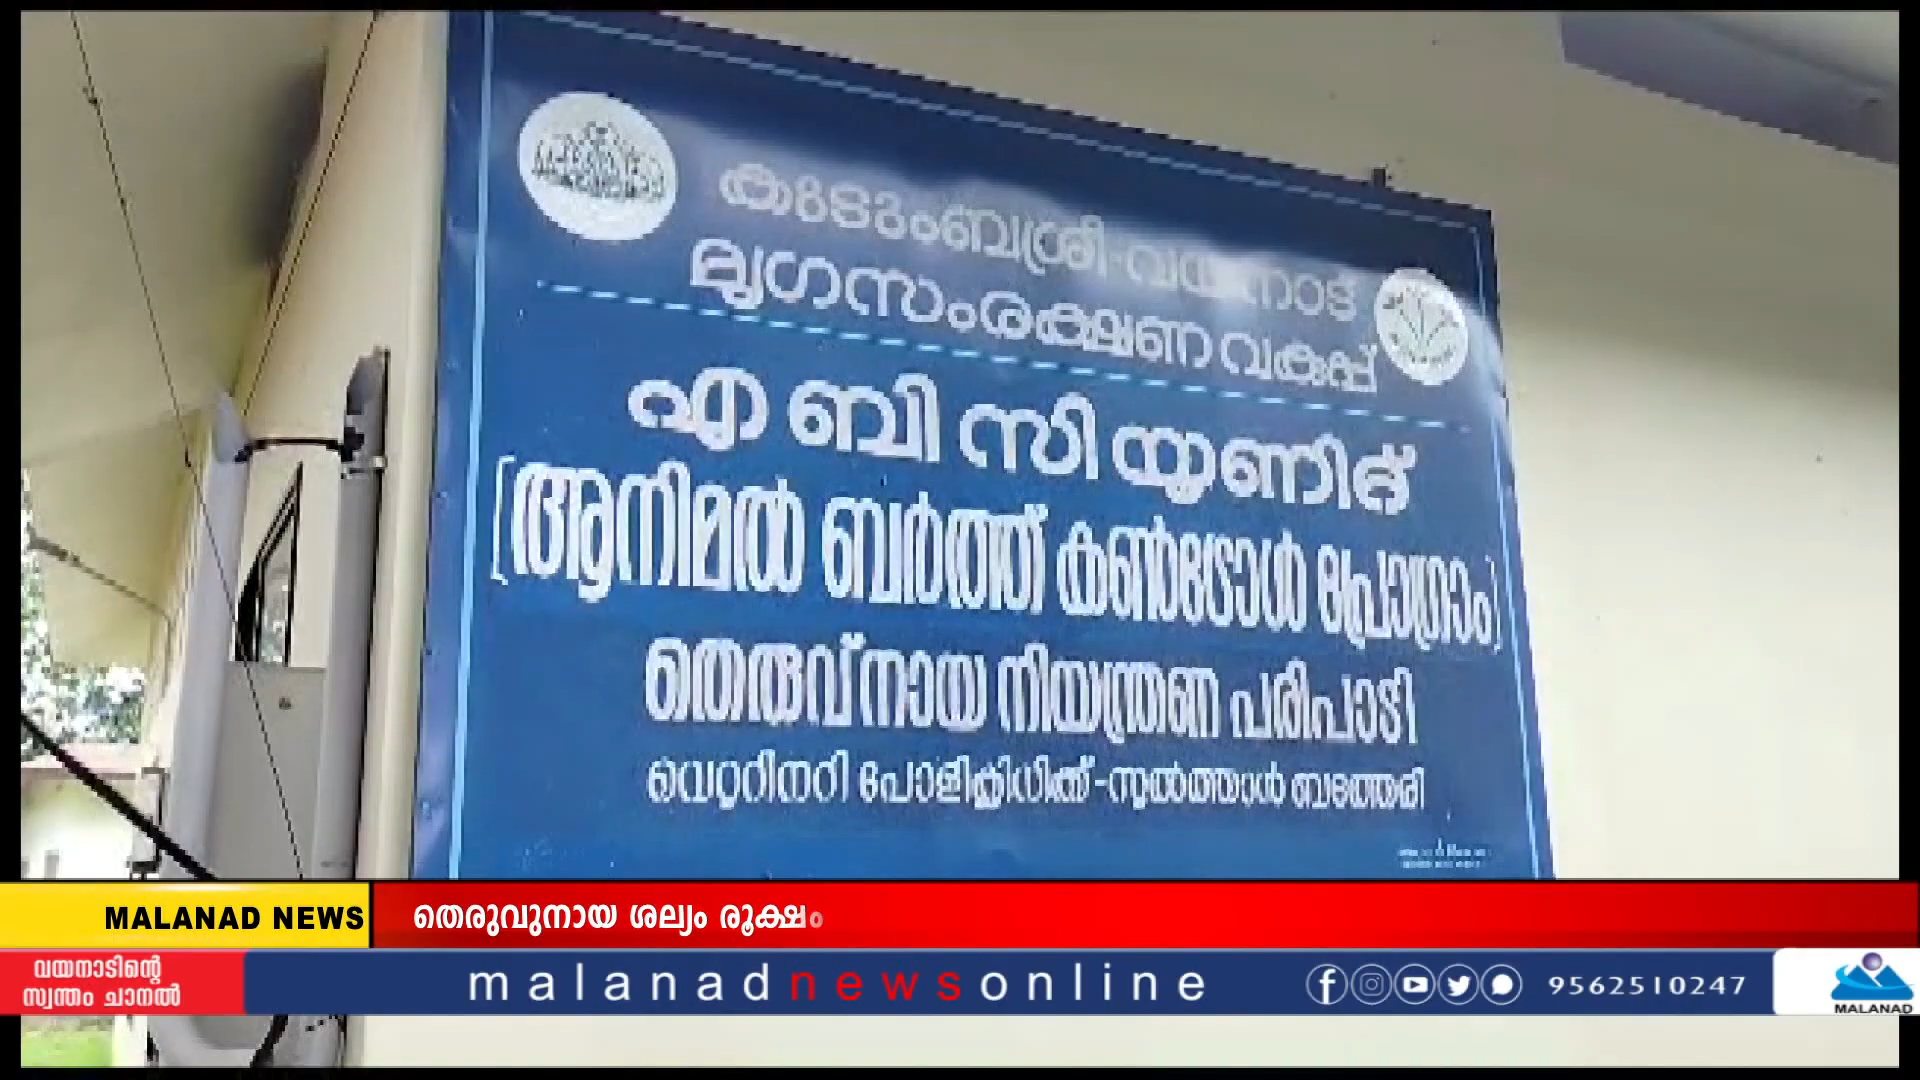 കുടുംബശ്രീ-വയനാട്
മൃഗസംരക്ഷണ വകുപ്പ്
എ ബി സി യൂണിറ്റ്
(ആനിമൽ ബർത്ത് കൺട്രോൾ പ്രോഗ്രാം)
തെരുവ് നായ നിയന്ത്രണ പരിപാടി
വെറ്ററിനറി പോളിക്ലിനിക്ക്-സുൽത്താൻ ബത്തേരി
MALANAD NEWS
തെരുവുനായ ശല്യം രൂക്ഷം
വയനാടിന്റെ
സ്വന്തം ചാനൽ
malanadnewsonline
9562510247
MALANAD